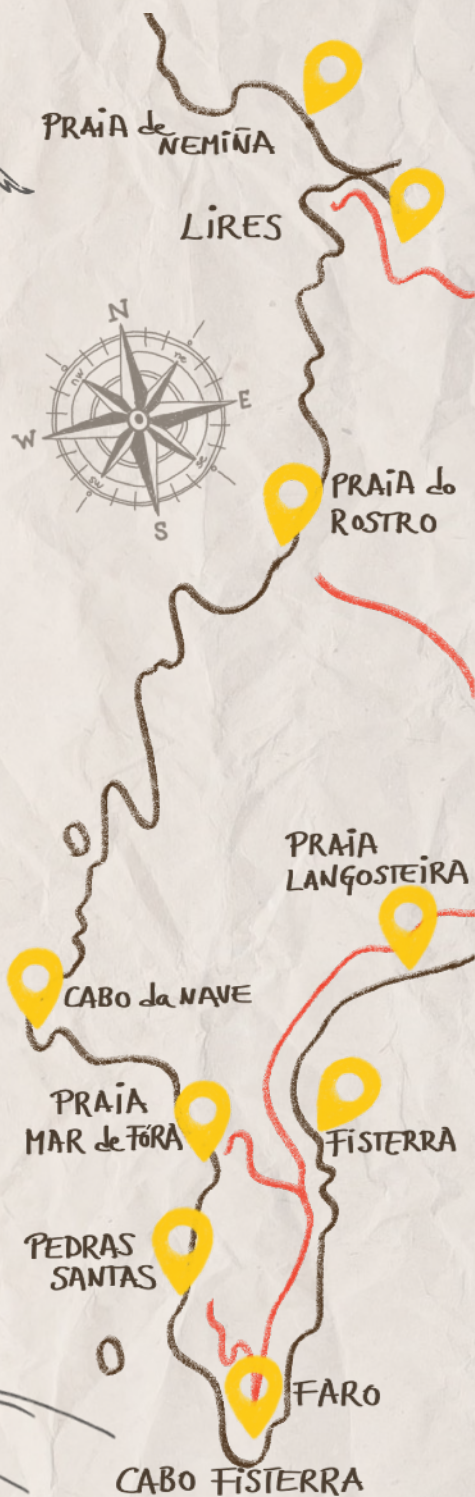 PRAiA de
NEMIÑA
LiRES
N
nw
ne
W
E
sw
se
S
PRAiA do
ROSTRO
PRAiA
LANGOSTEiRA
CABO da NAVE
PRAiA
MAR de FÓRA
FiSTERRA
PEDRAS
SANTAS
FARO
CABO FiSTERRA